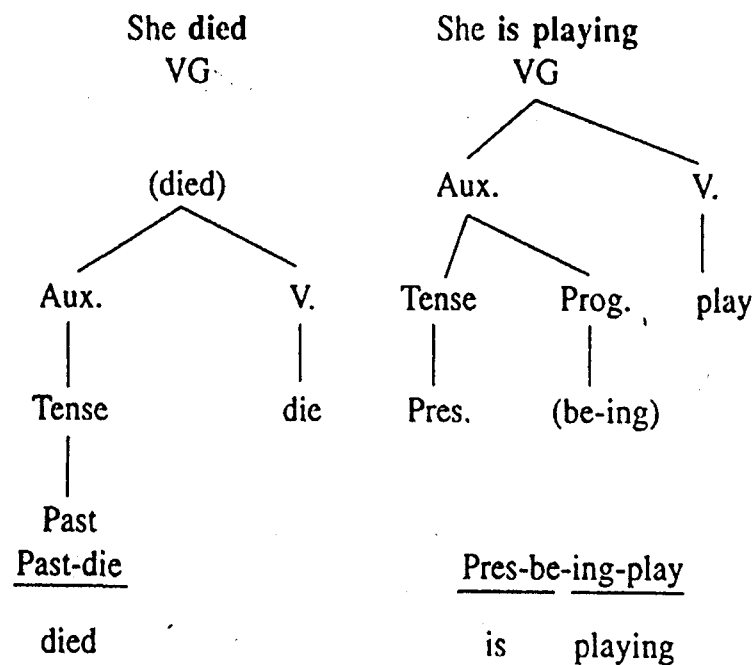 She died
VG
(died)
Aux. V.
Tense die
Past
Past-die
died
She is playing
VG
Aux. V.
Tense Prog. play
Pres. (be-ing)
Pres-be-ing-play
is playing